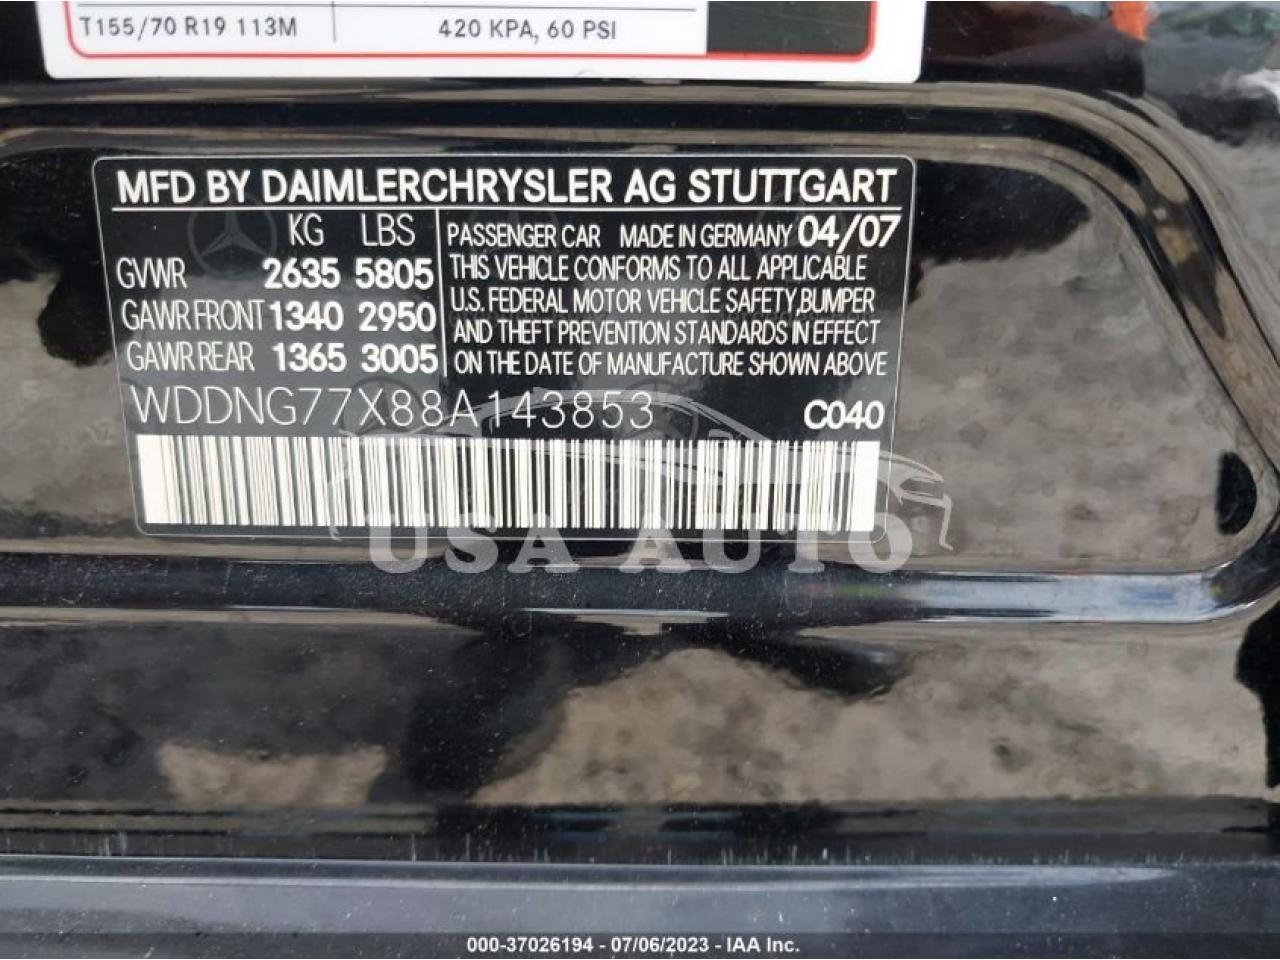 T155/70 R19 113M 420 KPA, 60 PSI
MFD BY DAIMLERCHRYSLER AG STUTTGART
KG LBS
GVWR 2635 5805
GAWR FRONT 1340 2950
GAWR REAR 1365 3005
PASSENGER CAR MADE IN GERMANY 04/07
THIS VEHICLE CONFORMS TO ALL APPLICABLE
U.S. FEDERAL MOTOR VEHICLE SAFETY,BUMPER
AND THEFT PREVENTION STANDARDS IN EFFECT
ON THE DATE OF MANUFACTURE SHOWN ABOVE
WDDNG77X88A143853 C040
USA AUTO
000-37026194 - 07/06/2023 - IAA Inc.